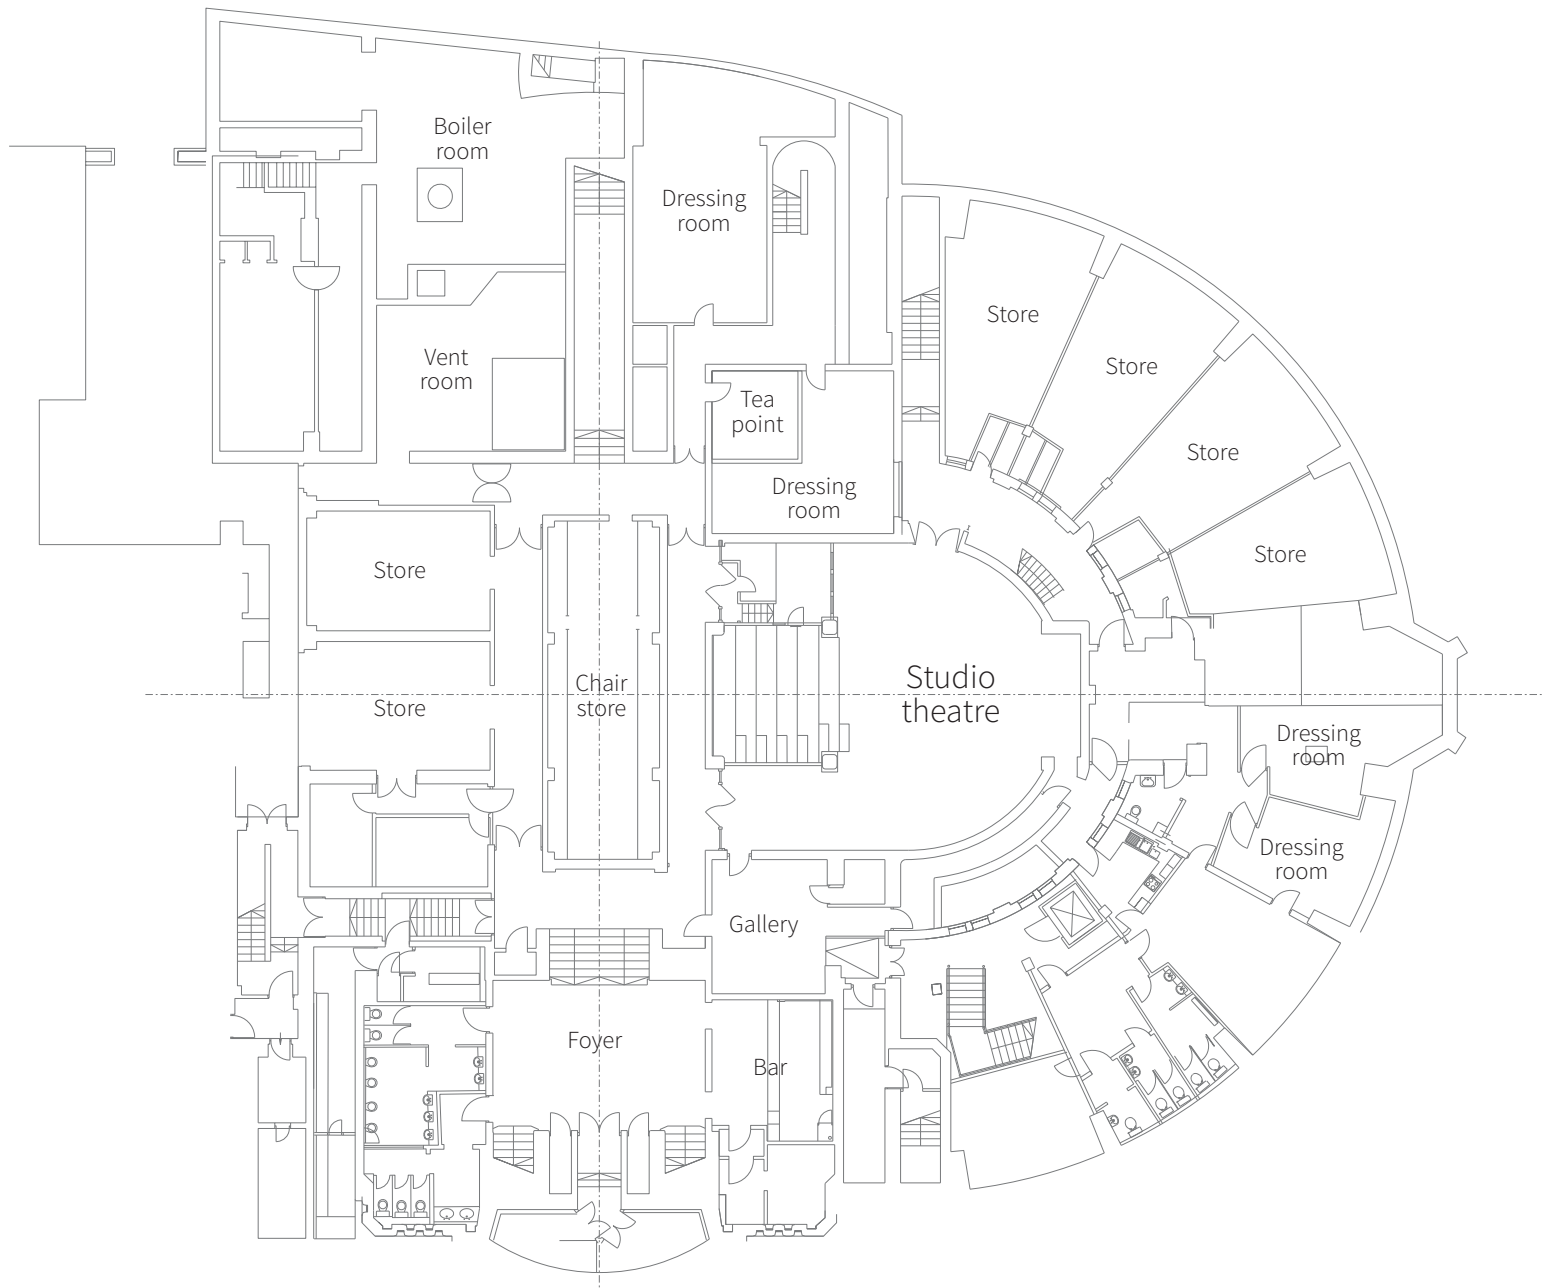 Boiler
room
Dressing
room
Store
Vent
room
Store
Tea
point
Store
Dressing
room
Store
Store
Chair
store
Studio
theatre
Store
Dressing
room
Dressing
room
Gallery
Foyer
Bar